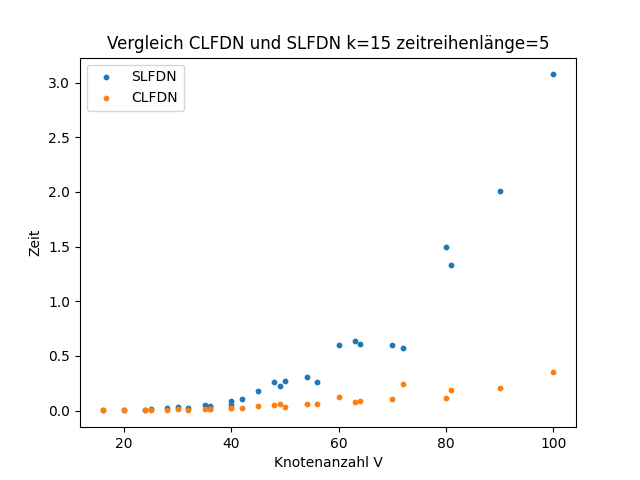 Vergleich CLFDN und SLFDN k=15 zeitreihenlänge=5
SLFDN
CLFDN
3.0
2.5
2.0
1.5
1.0
0.5
0.0
Zeit
20 40 60 80 100
Knotenanzahl V